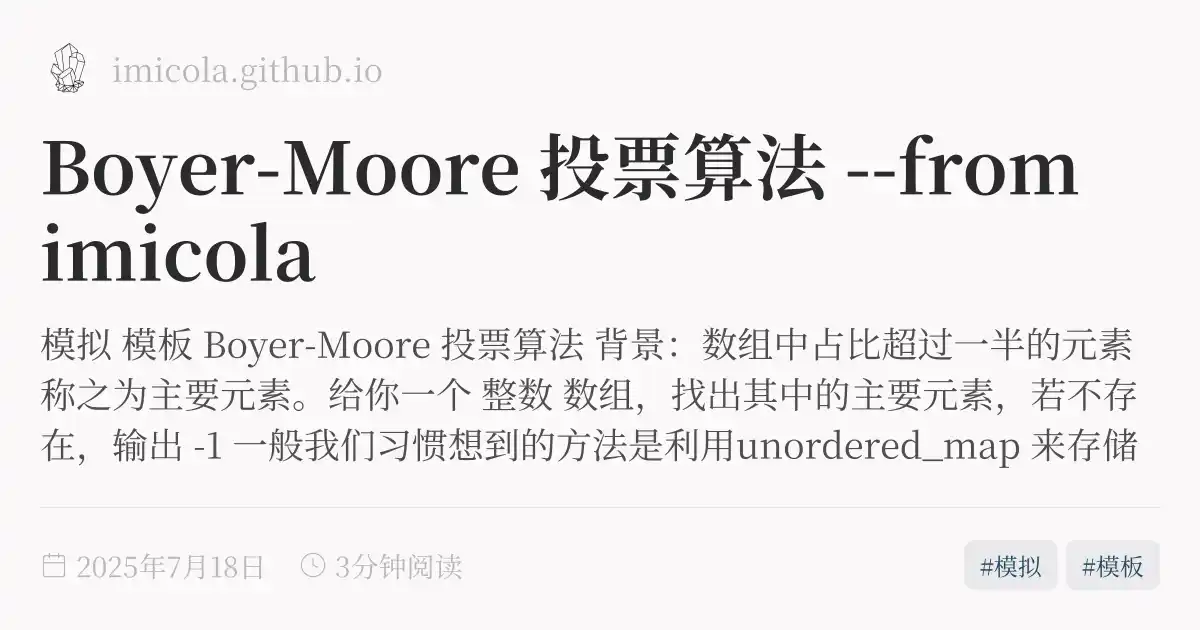 imicola.github.io
Boyer-Moore 投票算法 --from
imicola
模拟 模板 Boyer-Moore 投票算法 背景：数组中占比超过一半的元素
称之为主要元素。给你一个 整数 数组，找出其中的主要元素，若不存
在，输出 -1 一般我们习惯想到的方法是利用unordered_map 来存储
2025年7月18日 3分钟阅读 #模拟 #模板